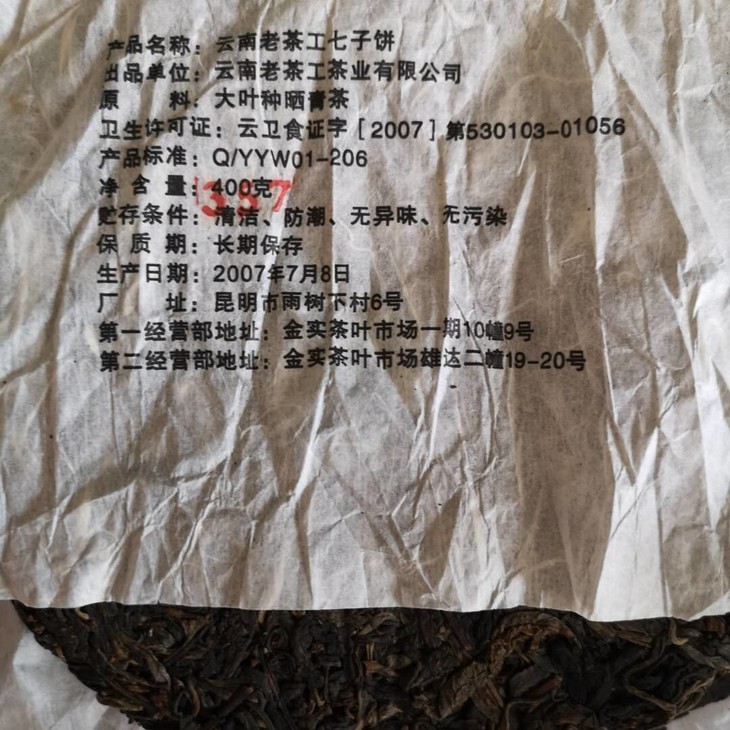 产品名称：云南老茶工七子饼
出品单位：云南老茶工茶业有限公司
原 料：大叶种晒青茶
卫生许可证：云卫食证字［2007］第530103-01056
产品标准：Q/YYW01-206
净 含 量：400克
357
贮存条件：清洁、防潮、无异味、无污染
保 质 期：长期保存
生产日期：2007年7月8日
厂 址：昆明市雨树下村6号
第一经营部地址：金实茶叶市场一期10幢9号
第二经营部地址：金实茶叶市场雄达二幢19-20号